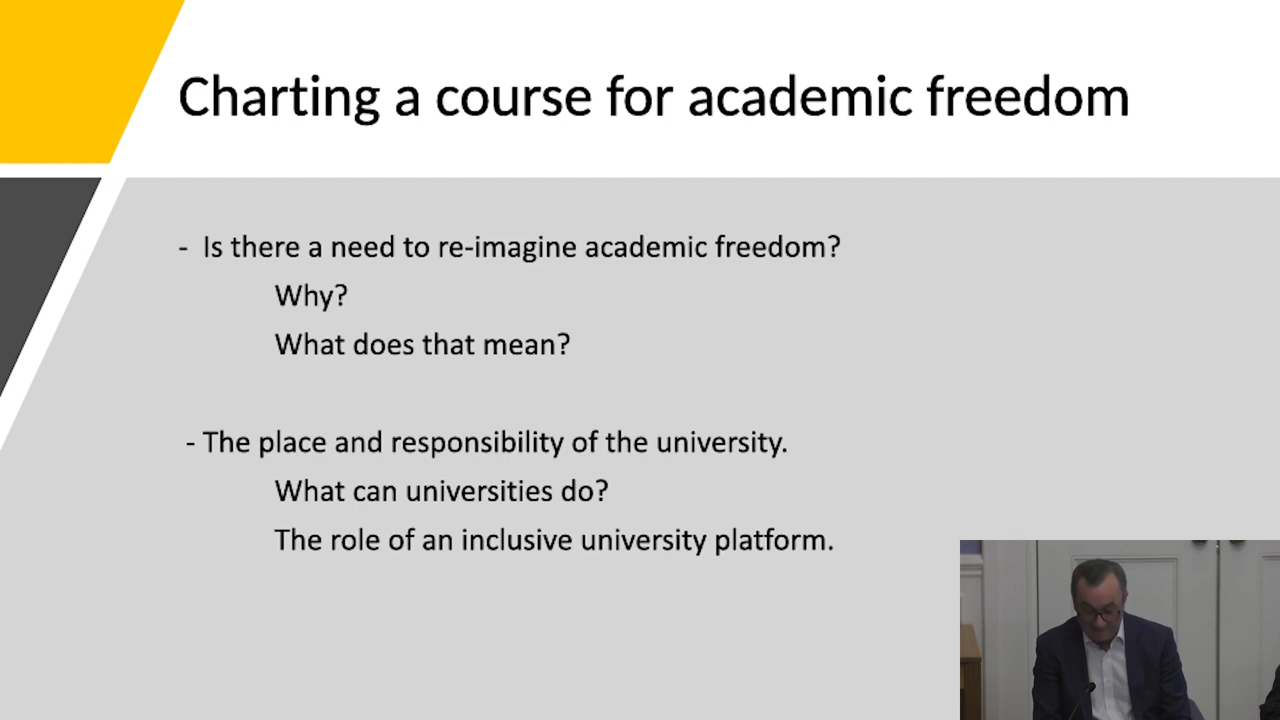 Charting a course for academic freedom
- Is there a need to re-imagine academic freedom?
Why?
What does that mean?
- The place and responsibility of the university.
What can universities do?
The role of an inclusive university platform.